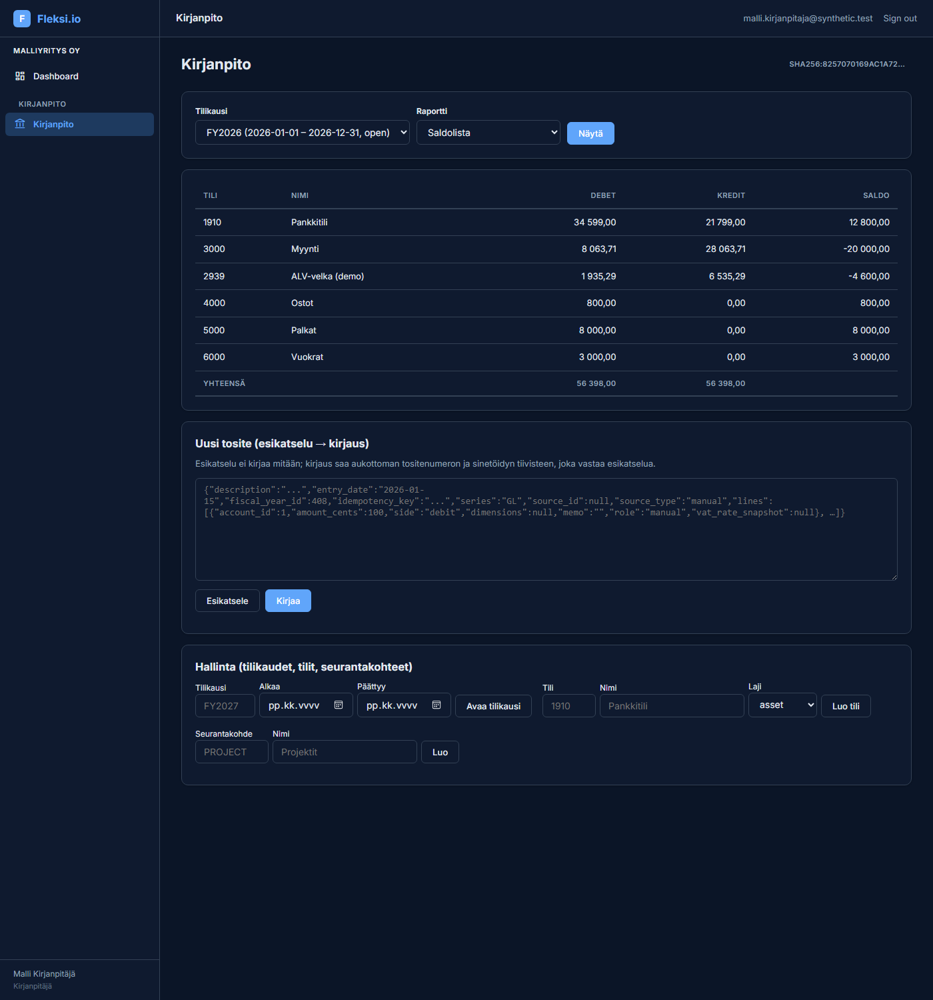 F Fleksi.io
Kirjanpito
malli.kirjanpitaja@synthetic.test Sign out
MALLIYRITYS OY
Dashboard
KIRJANPITO
Kirjanpito
Kirjanpito
SHA256:8257070169AC1A72...
Tilikausi Raportti
FY2026 (2026-01-01 – 2026-12-31, open) Saldolista Näytä
TILI NIMI DEBET KREDIT SALDO
1910 Pankkitili 34 599,00 21 799,00 12 800,00
3000 Myynti 8 063,71 28 063,71 -20 000,00
2939 ALV-velka (demo) 1 935,29 6 535,29 -4 600,00
4000 Ostot 800,00 0,00 800,00
5000 Palkat 8 000,00 0,00 8 000,00
6000 Vuokrat 3 000,00 0,00 3 000,00
YHTEENSÄ 56 398,00 56 398,00
Uusi tosite (esikatselu → kirjaus)
Esikatselu ei kirjaa mitään; kirjaus saa aukottoman tositenumeron ja sinetöidyn tiivisteen, joka vastaa esikatselua.
{"description":"...","entry_date":"2026-01-
15","fiscal_year_id":408,"idempotency_key":"...","series":"GL","source_id":null,"source_type":"manual","lines":
[{"account_id":1,"amount_cents":100,"side":"debit","dimensions":null,"memo":"","role":"manual","vat_rate_snapshot":null}, …]}
Esikatsele Kirjaa
Hallinta (tilikaudet, tilit, seurantakohteet)
Tilikausi Alkaa Päättyy Tili Nimi Laji
FY2027 pp.kk.vvvv pp.kk.vvvv Avaa tilikausi 1910 Pankkitili asset Luo tili
Seurantakohde Nimi
PROJECT Projektit Luo
Malli Kirjanpitäjä
Kirjanpitäjä